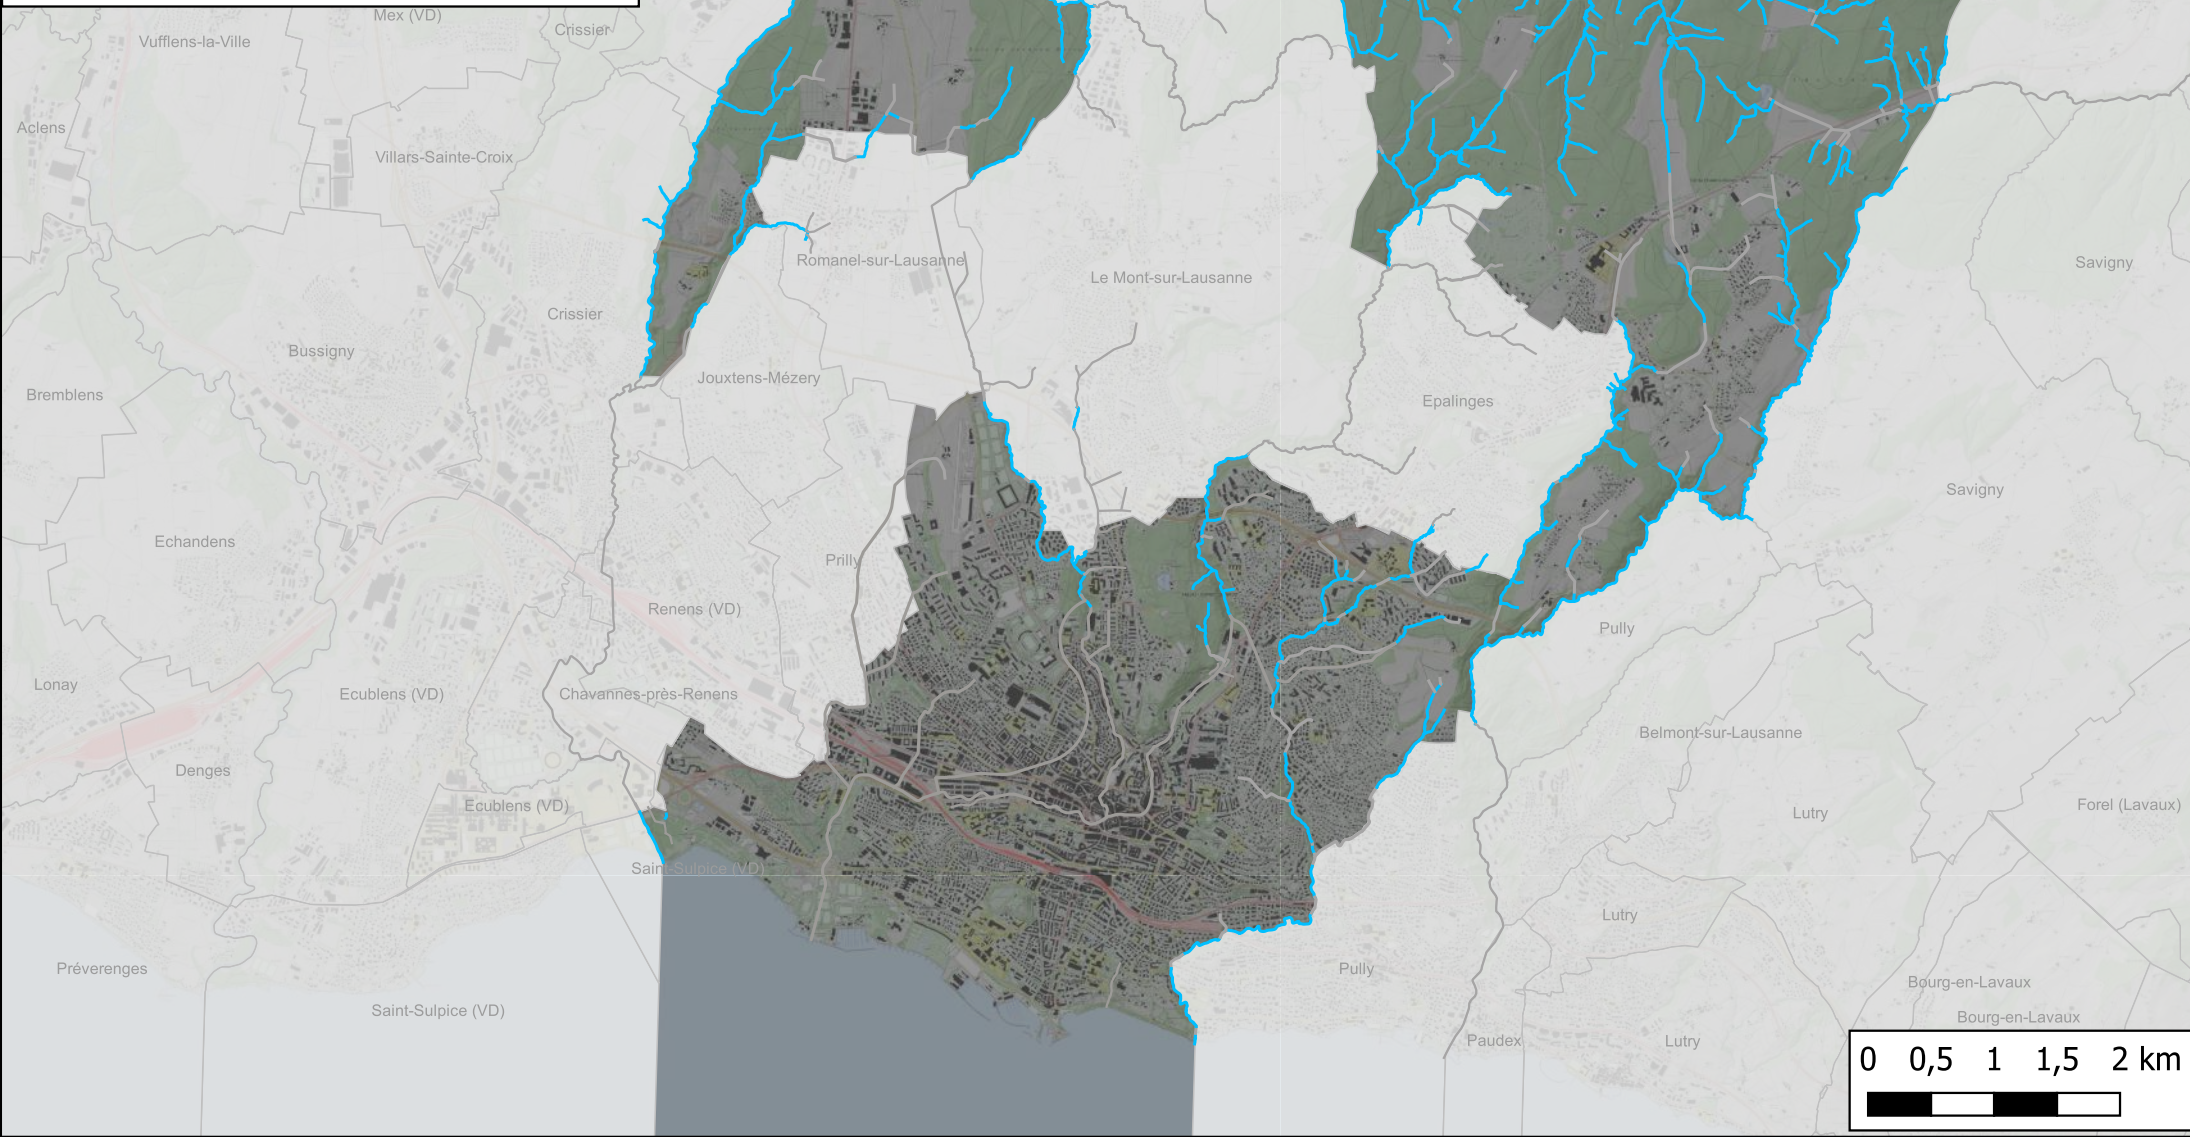 Mex (VD)
Crissier
Vufflens-la-Ville
Aclens
Villars-Sainte-Croix
Romanel-sur-Lausanne
Le Mont-sur-Lausanne
Savigny
Crissier
Bussigny
Jouxtens-Mézery
Bremblens
Epalinges
Savigny
Echandens
Prilly
Renens (VD)
Pully
Lonay
Ecublens (VD)
Chavannes-près-Renens
Belmont-sur-Lausanne
Denges
Ecublens (VD)
Forel (Lavaux)
Lutry
Saint-Sulpice (VD)
Lutry
Préverenges
Pully
Bourg-en-Lavaux
Saint-Sulpice (VD)
Bourg-en-Lavaux
Paudex
Lutry
0 0,5 1 1,5 2 km